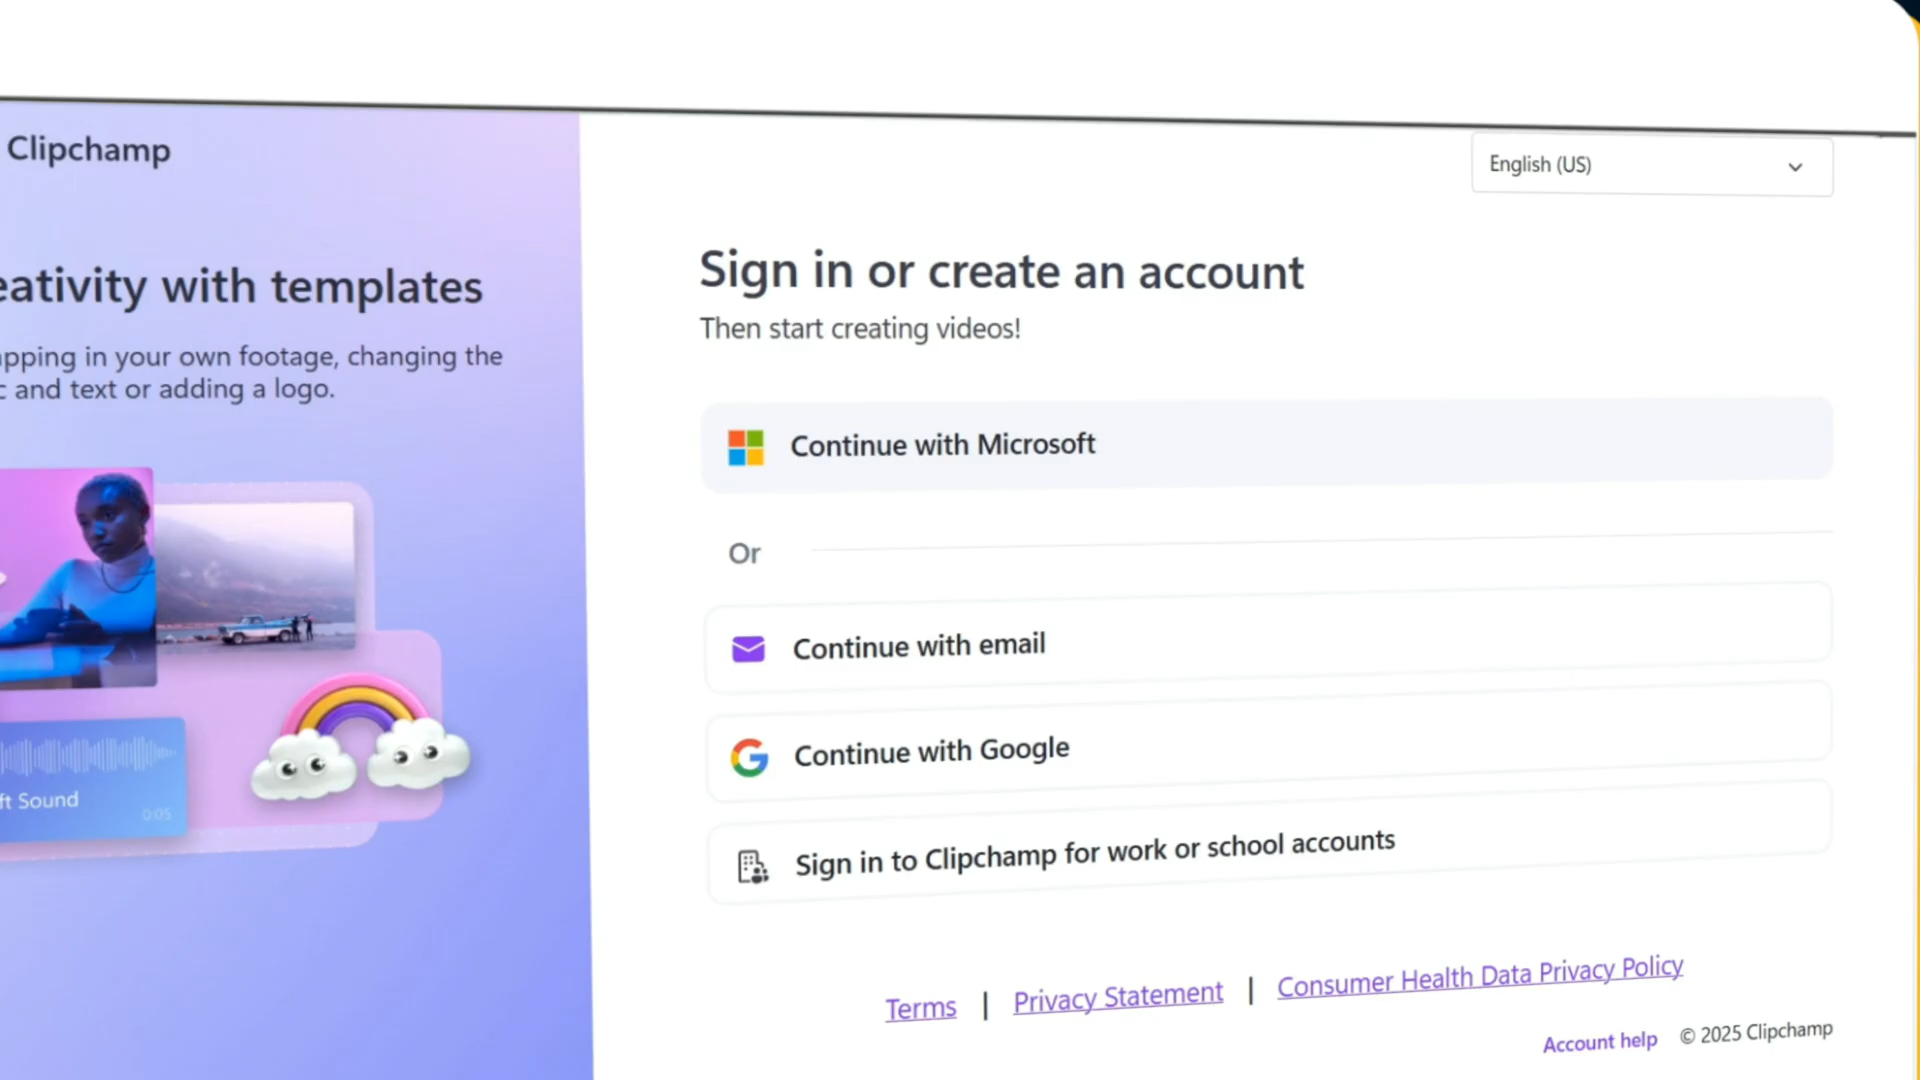 Clipchamp
English (US)
eativity with templates
pping in your own footage, changing the
and text or adding a logo.
Sound
0:05
Sign in or create an account
Then start creating videos!
Continue with Microsoft
Or
Continue with email
Continue with Google
Sign in to Clipchamp for work or school accounts
Terms | Privacy Statement | Consumer Health Data Privacy Policy
Account help © 2025 Clipchamp